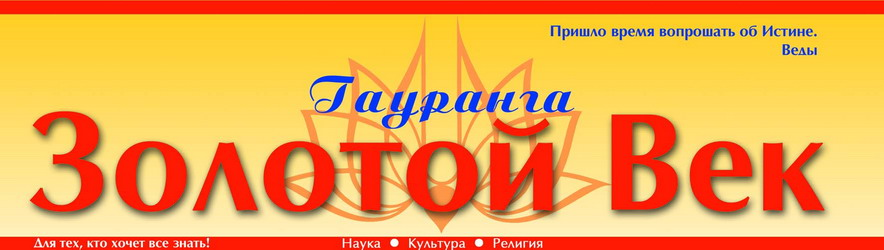 Пришло время вопрошать об Истине.
Веды
Гауранга
Золотой Век
Для тех, кто хочет все знать!
Наука ● Культура ● Религия